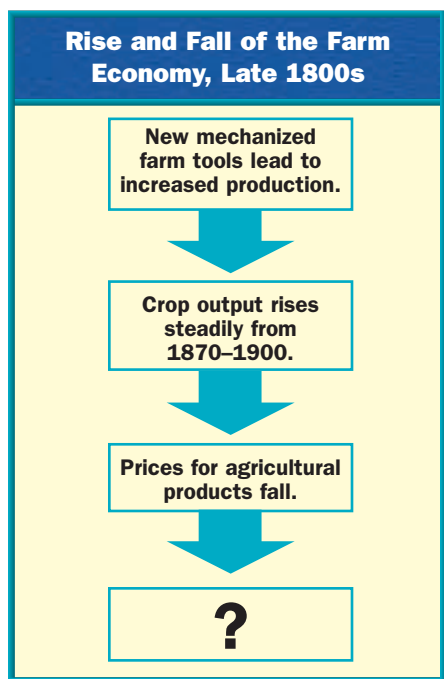 Rise and Fall of the Farm
Economy, Late 1800s
New mechanized
farm tools lead to
increased production.
Crop output rises
steadily from
1870–1900.
Prices for agricultural
products fall.
?